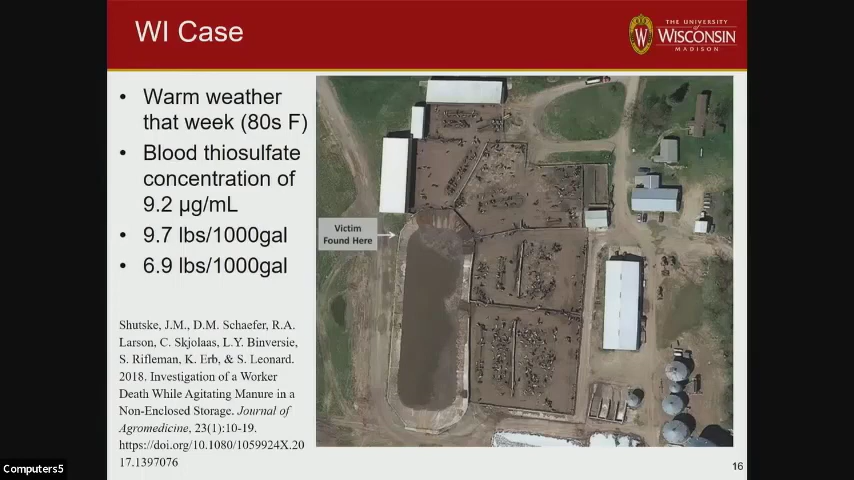 WI Case
THE UNIVERSITY
of
WISCONSIN
MADISON
W
• Warm weather
that week (80s F)
• Blood thiosulfate
concentration of
9.2 µg/mL
• 9.7 lbs/1000gal
• 6.9 lbs/1000gal
Victim
Found Here
Shutske, J.M., D.M. Schaefer, R.A.
Larson, C. Skjolaas, L.Y. Binversie,
S. Rifleman, K. Erb, & S. Leonard.
2018. Investigation of a Worker
Death While Agitating Manure in a
Non-Enclosed Storage. Journal of
Agromedicine, 23(1):10-19.
https://doi.org/10.1080/1059924X.20
17.1397076
16
Computers5